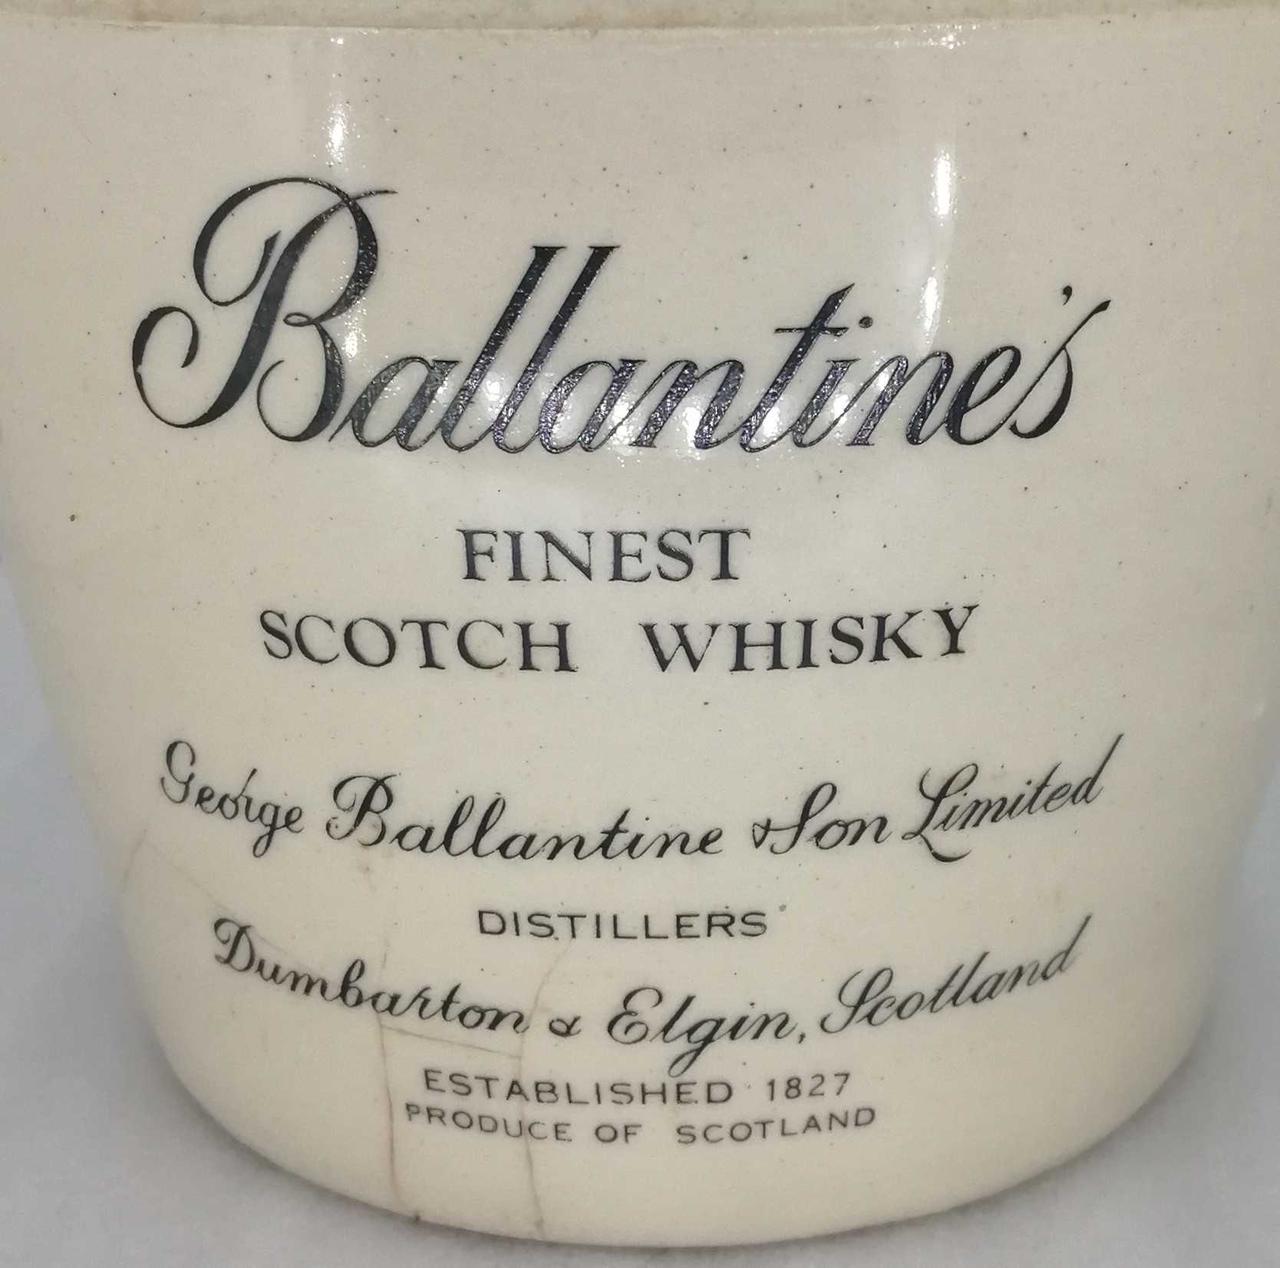 Ballantine's
FINEST
SCOTCH WHISKY
George Ballantine & Son Limited
DISTILLERS
Dumbarton & Elgin, Scotland
ESTABLISHED 1827
PRODUCE OF SCOTLAND